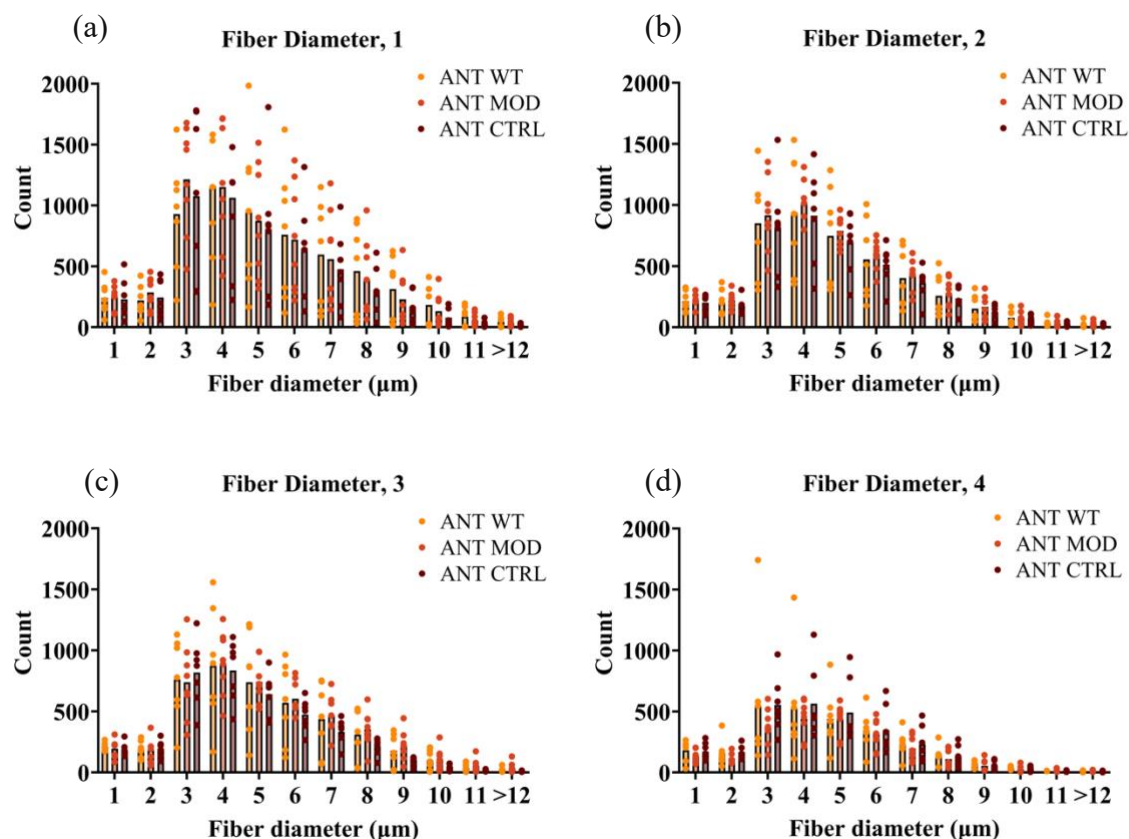 (a)
Fiber Diameter, 1
ANT WT
ANT MOD
ANT CTRL
Count
2000
1500
1000
500
0
1 2 3 4 5 6 7 8 9 10 11 >12
Fiber diameter (µm)
(b)
Fiber Diameter, 2
ANT WT
ANT MOD
ANT CTRL
Count
2000
1500
1000
500
0
1 2 3 4 5 6 7 8 9 10 11 >12
Fiber diameter (µm)
(c)
Fiber Diameter, 3
ANT WT
ANT MOD
ANT CTRL
Count
2000
1500
1000
500
0
1 2 3 4 5 6 7 8 9 10 11 >12
Fiber diameter (µm)
(d)
Fiber Diameter, 4
ANT WT
ANT MOD
ANT CTRL
Count
2000
1500
1000
500
0
1 2 3 4 5 6 7 8 9 10 11 >12
Fiber diameter (µm)